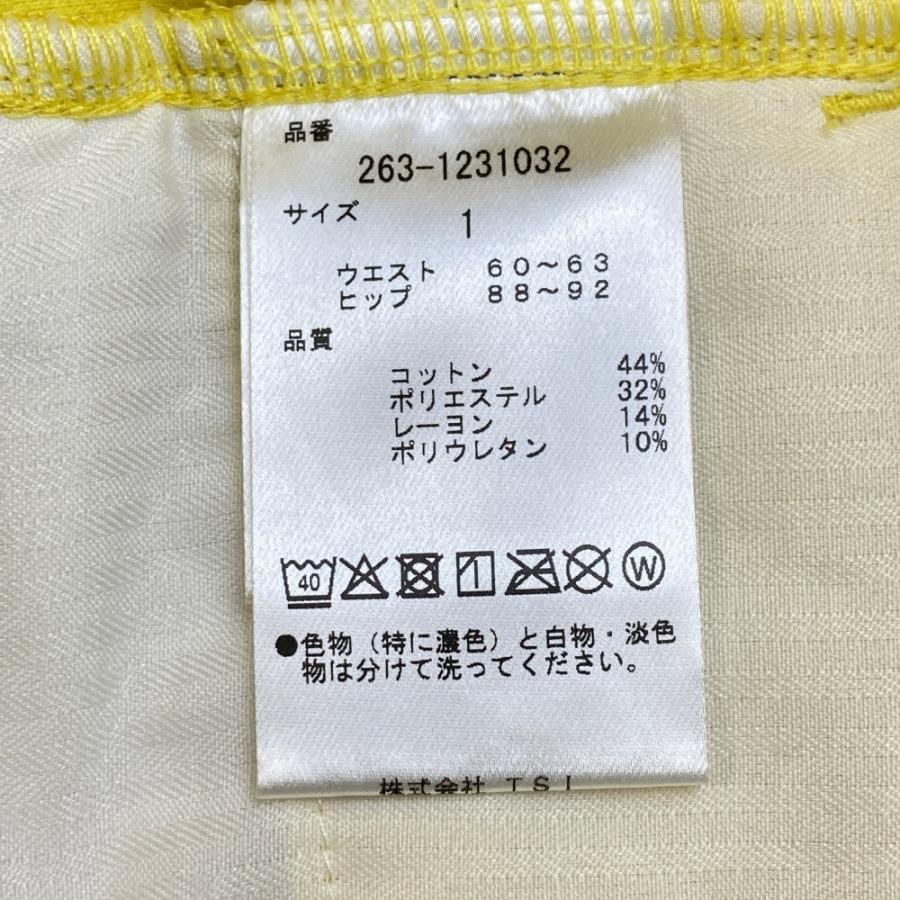 品番
263-1231032
サイズ
1
ウエスト 60～63
ヒップ 88～92
品質
コットン 44%
ポリエステル 32%
レーヨン 14%
ポリウレタン 10%
40 1 W
●色物（特に濃色）と白物・淡色
物は分けて洗ってください。
株式会社 TSI